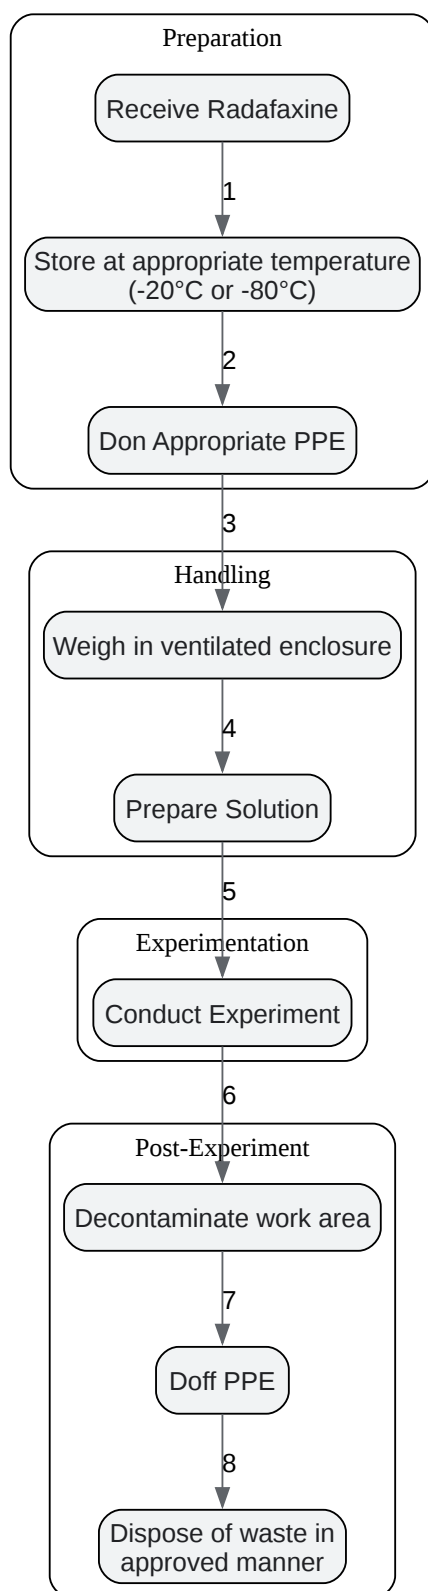 Preparation
Receive Radafaxine
1
Store at appropriate temperature
(-20°C or -80°C)
2
Don Appropriate PPE
3
Handling
Weigh in ventilated enclosure
4
Prepare Solution
5
Experimentation
Conduct Experiment
6
Post-Experiment
Decontaminate work area
7
Doff PPE
8
Dispose of waste in
approved manner